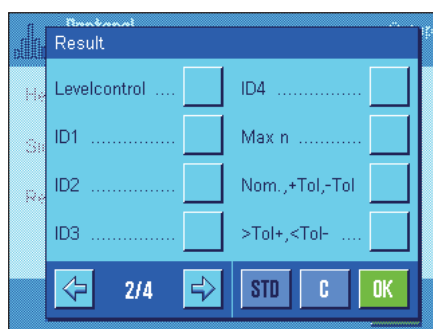 Result
Levelcontrol ....
ID1 ...............
ID2 ...............
ID3 ...............
ID4 ...............
Max n ............
Nom.,+Tol,-Tol
>Tol+,<Tol- ....
2/4
STD C OK